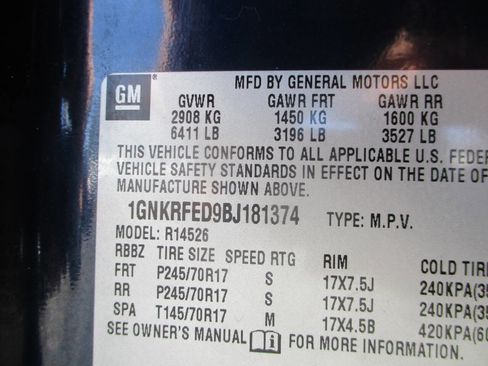 GM ® MFD BY GENERAL MOTORS LLC
GVWR GAWR FRT GAWR RR
2908 KG 1450 KG 1600 KG
6411 LB 3196 LB 3527 LB
THIS VEHICLE CONFORMS TO ALL APPLICABLE U.S. FEDE
VEHICLE SAFETY STANDARDS IN EFFECT ON THE DATE OF
MANUFACTURE SHOWN ABOVE.
1GNKRFED9BJ181374 TYPE: M.P.V.
MODEL: R14526
RBBZ TIRE SIZE SPEED RTG RIM COLD TIR
FRT P245/70R17 S 17X7.5J 240KPA(35
RR P245/70R17 S 17X7.5J 240KPA(35
SPA T145/70R17 M 17X4.5B 420KPA(60
SEE OWNER'S MANUAL i FOR MORE INFORMATION.